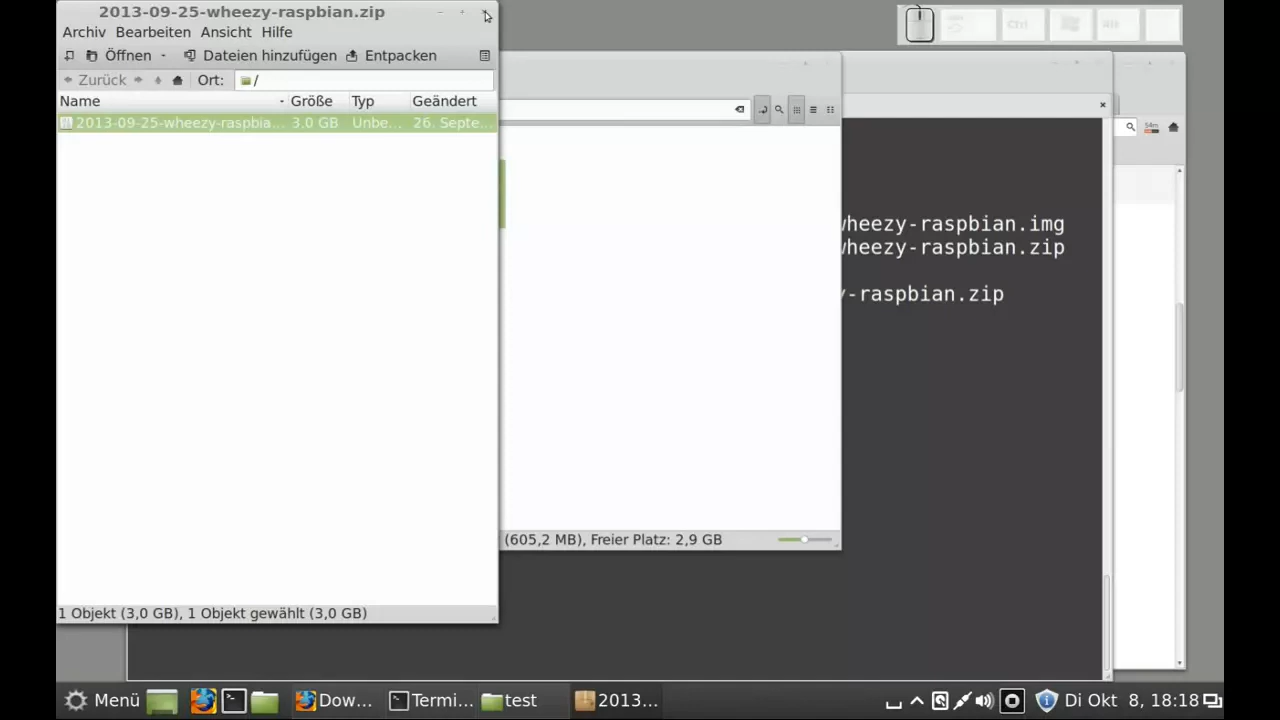 2013-09-25-wheezy-raspbian.zip
Archiv Bearbeiten Ansicht Hilfe
Öffnen Dateien hinzufügen Entpacken
Zurück Ort: /
Name Größe Typ Geändert
2013-09-25-wheezy-raspbia... 3.0 GB Unbe... 26. Septe...
1 Objekt (3,0 GB), 1 Objekt gewählt (3,0 GB)
(605,2 MB), Freier Platz: 2,9 GB
wheezy-raspbian.img
wheezy-raspbian.zip
y-raspbian.zip
Ctrl Alt
54m
Menü Dow... Termi... test 2013... Di Okt 8, 18:18